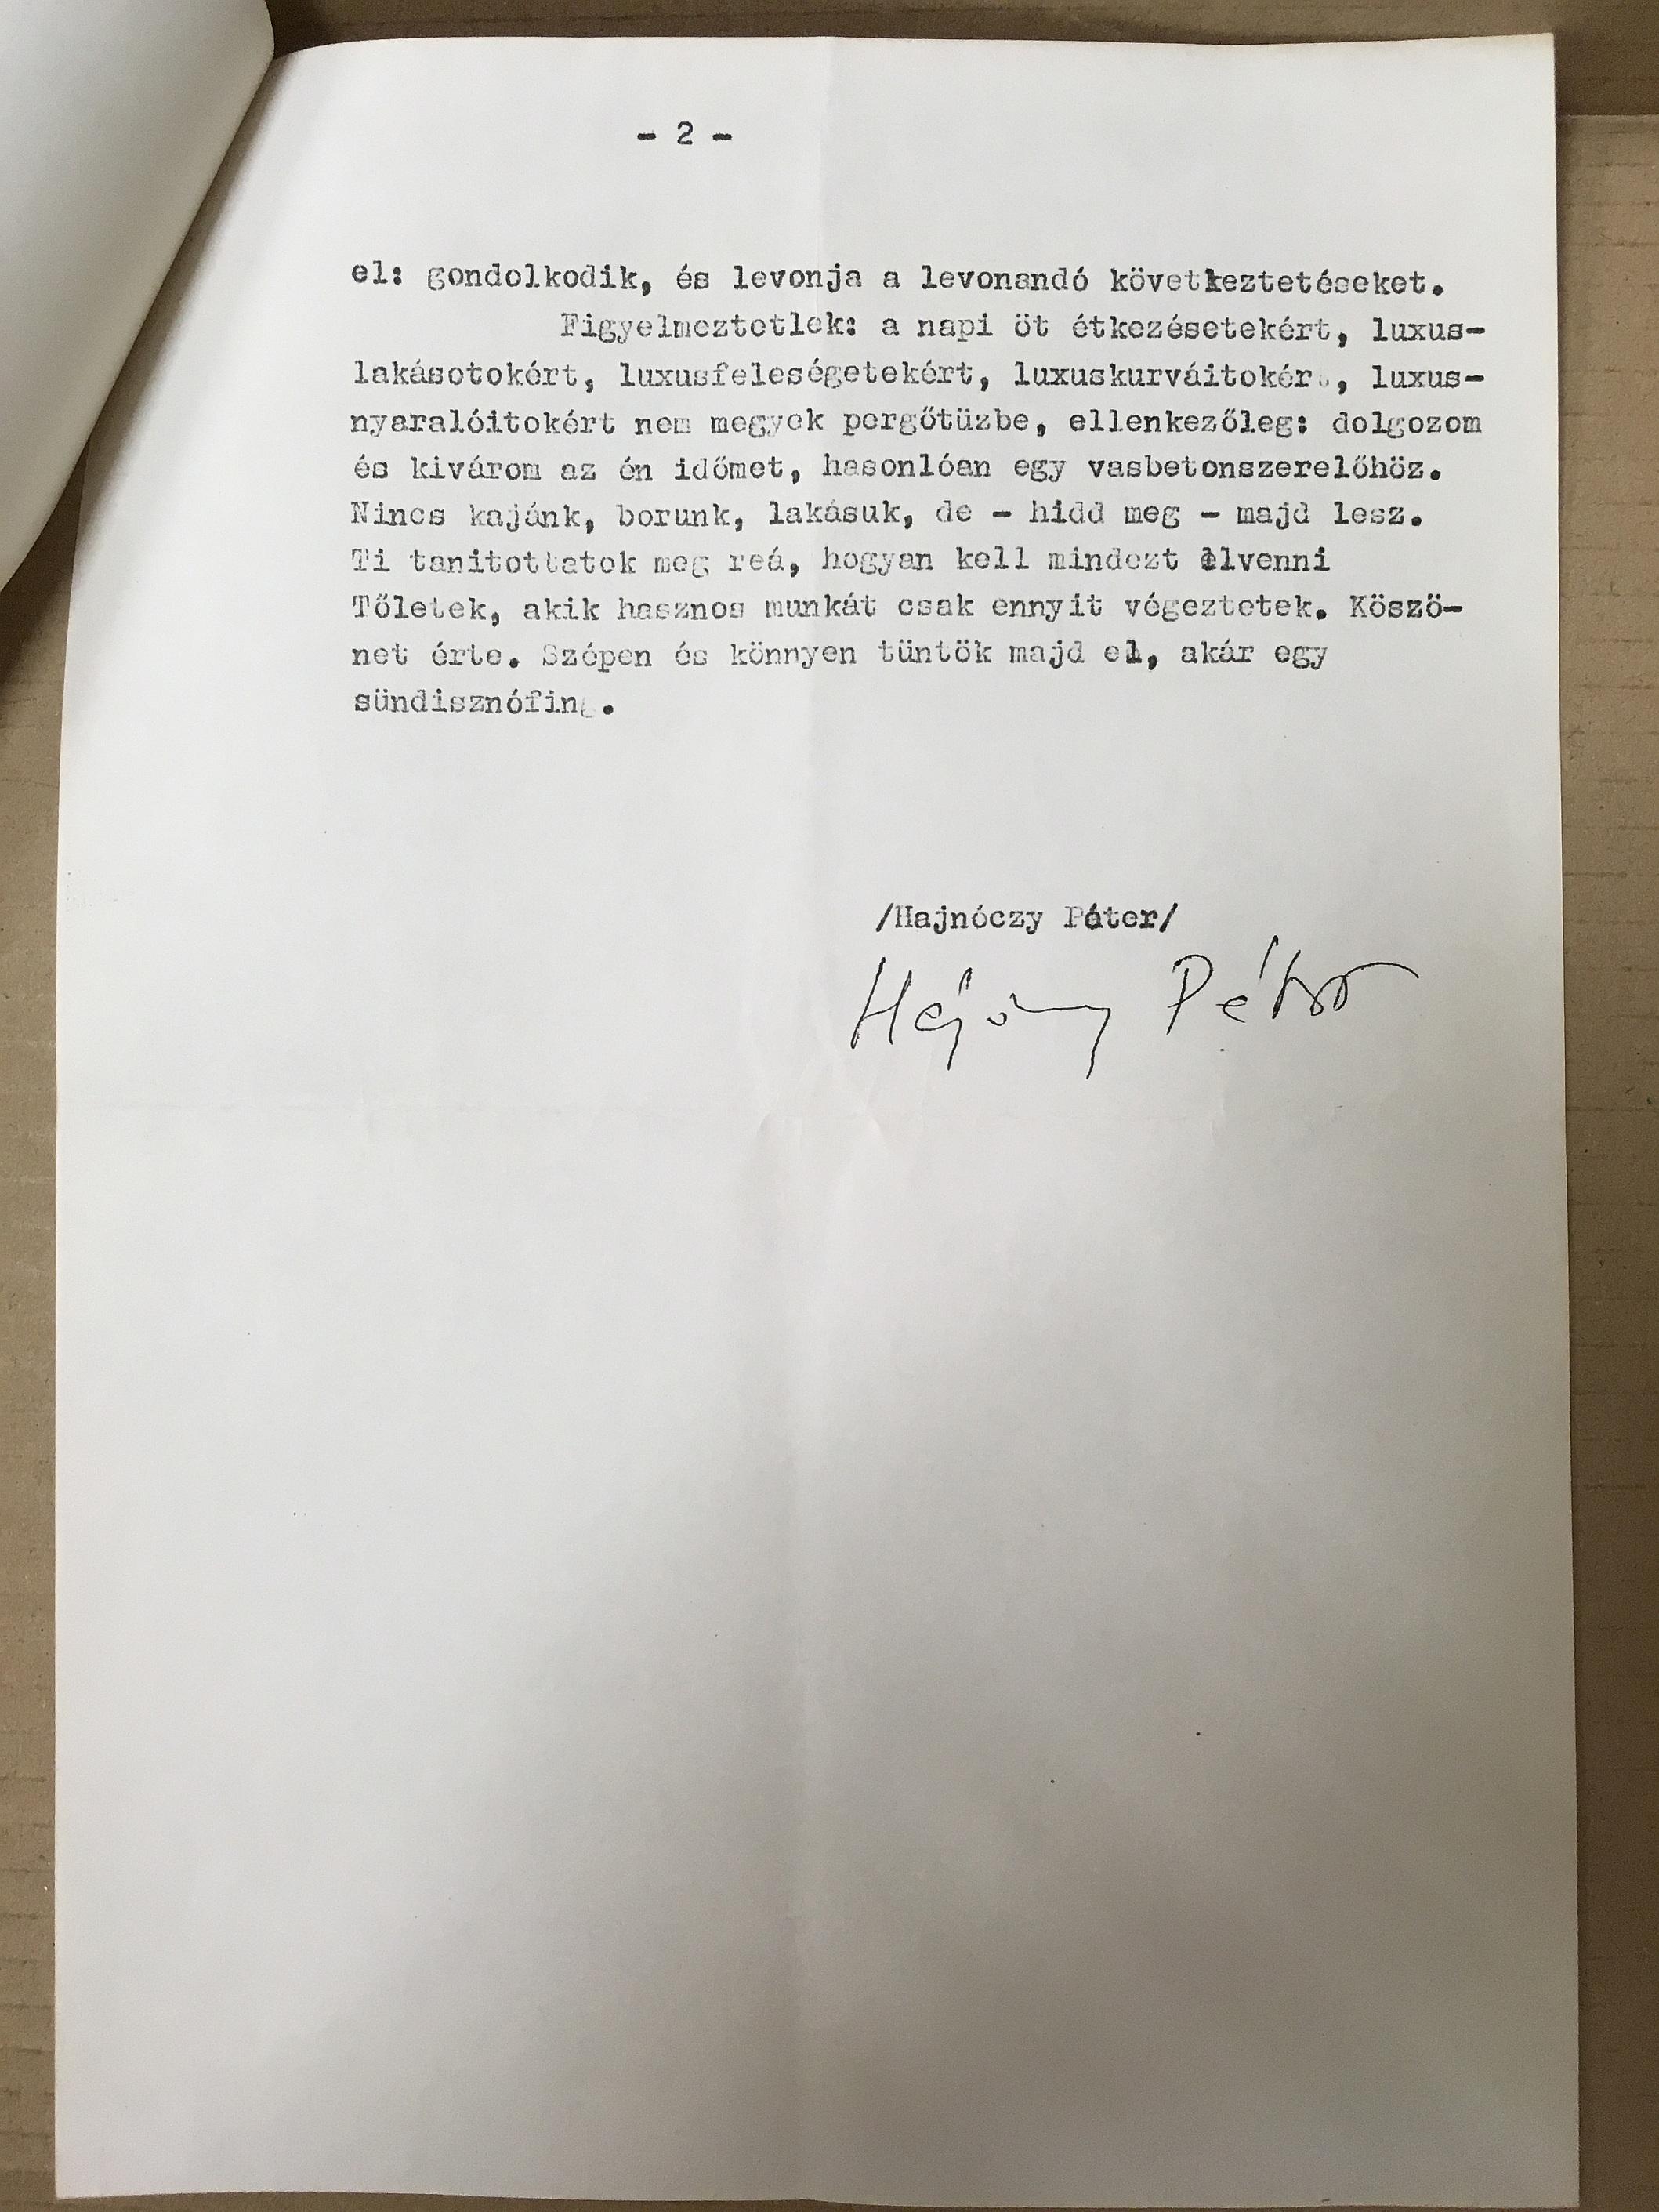 - 2 -
el: gondolkodik, és levonja a levonandó következtetéseket.
Figyelmeztetlek: a napi öt étkezésetekért, luxus-
lakásotokért, luxusfeleségetekért, luxuskurváitokért, luxus-
nyaralóitokért nem megyek pergőtüzbe, ellenkezőleg: dolgozom
és kivárom az én időmet, hasonlóan egy vasbetonszerelőhöz.
Nincs kajánk, borunk, lakásuk, de - hidd meg - majd lesz.
Ti tanitottatok meg reá, hogyan kell mindezt elvenni
Tőletek, akik hasznos munkát csak ennyit végeztetek. Köszö-
net érte. Szépen és könnyen tüntök majd el, akár egy
sündisznófing.
/Hajnóczy Péter/
Hajnóczy Péter